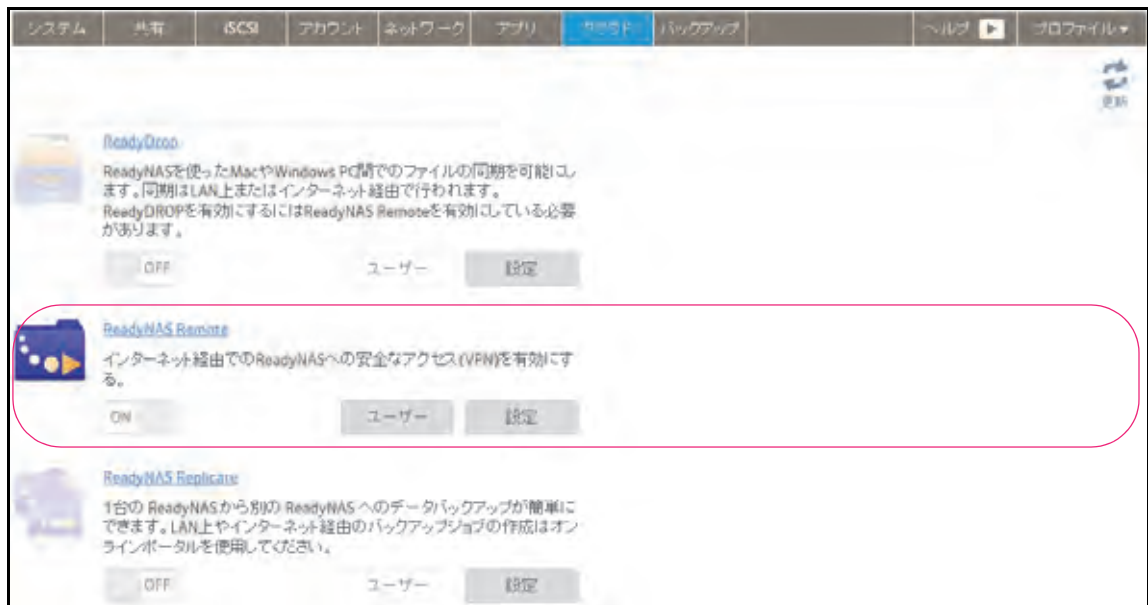 システム 共有 iSCSI アカウント ネットワーク アプリ クラウド バックアップ ヘルプ プロファイル
更新
ReadyDrop
ReadyNASを使ったMacやWindows PC間でのファイルの同期を可能にし
ます。同期はLAN上またはインターネット経由で行われます。
ReadyDROPを有効にするにはReadyNAS Remoteを有効にしている必要
があります。
OFF ユーザー 設定
ReadyNAS Remote
インターネット経由でのReadyNASへの安全なアクセス(VPN)を有効にす
る。
ON ユーザー 設定
ReadyNAS Replicate
1台の ReadyNASから別の ReadyNAS へのデータバックアップが簡単に
できます。LAN上やインターネット経由のバックアップジョブの作成はオン
ラインポータルを使用してください。
OFF ユーザー 設定